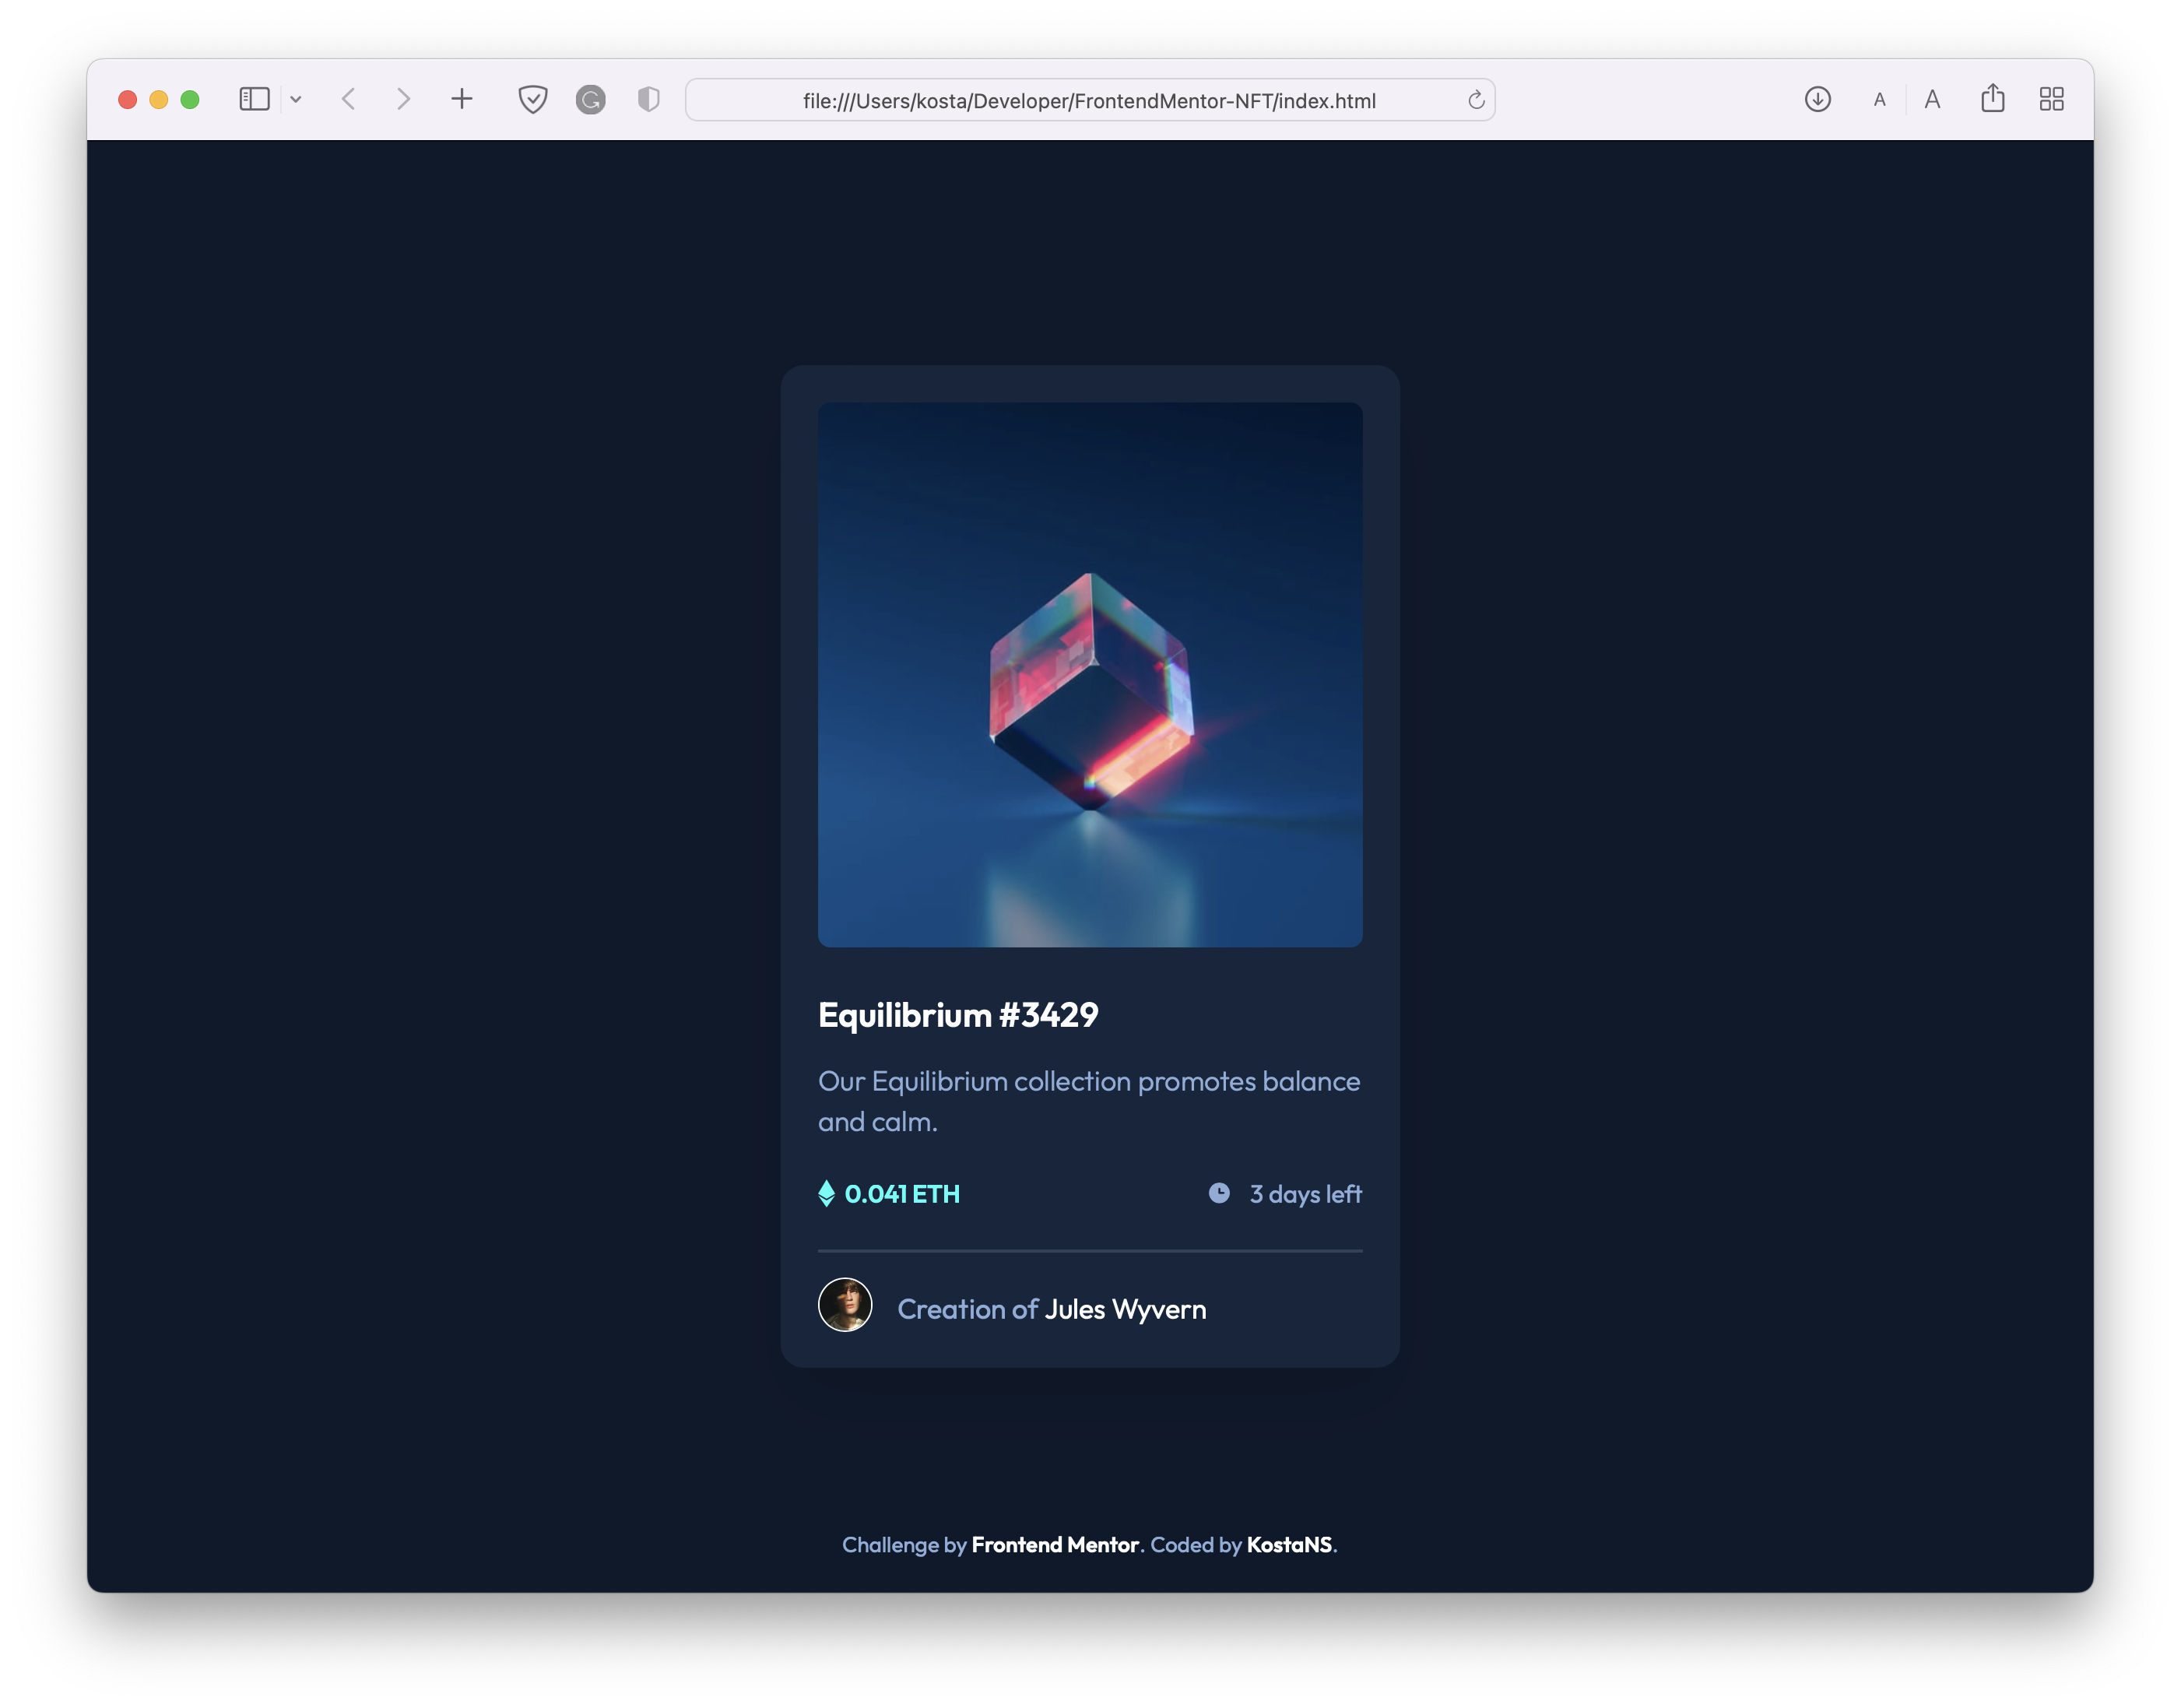 file:///Users/kosta/Developer/FrontendMentor-NFT/index.html
A A
Equilibrium #3429
Our Equilibrium collection promotes balance
and calm.
0.041 ETH
3 days left
Creation of Jules Wyvern
Challenge by Frontend Mentor. Coded by KostaNS.